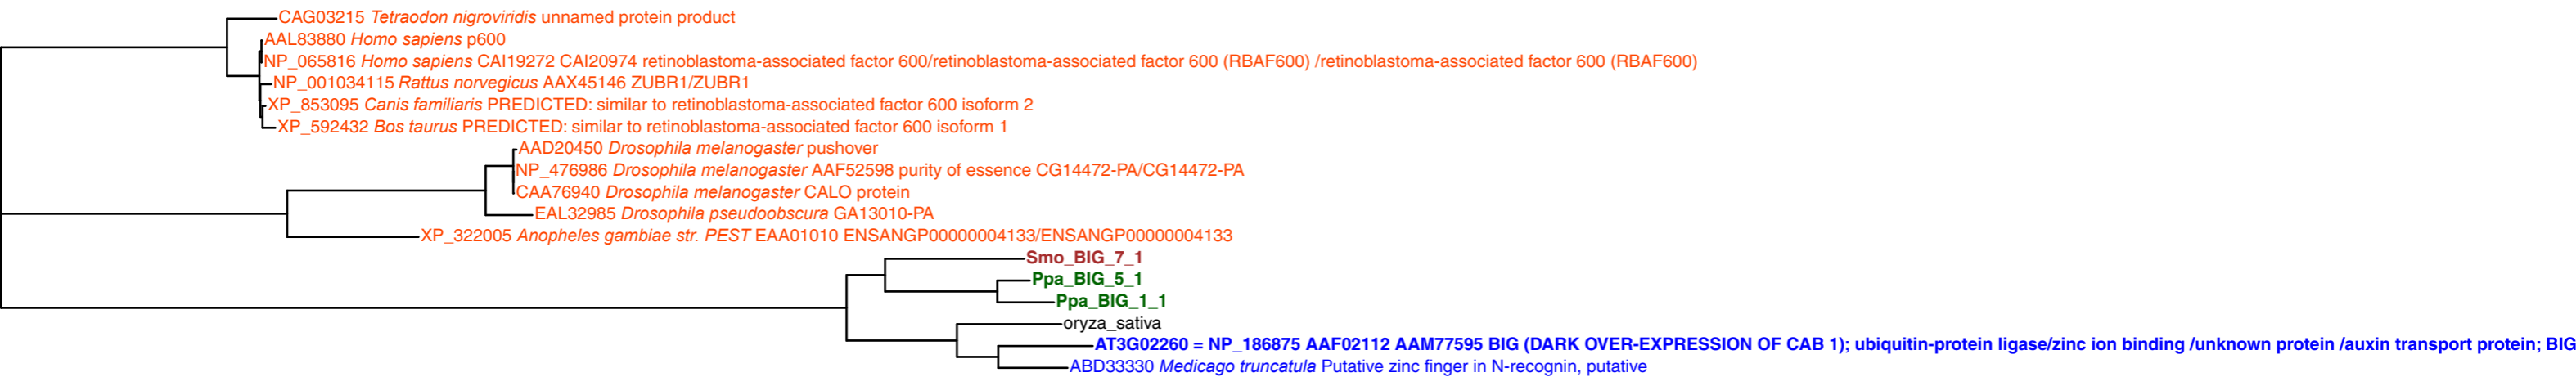 CAG03215 Tetraodon nigroviridis unnamed protein product
AAL83880 Homo sapiens p600
NP_065816 Homo sapiens CAI19272 CAI20974 retinoblastoma-associated factor 600/retinoblastoma-associated factor 600 (RBAF600) /retinoblastoma-associated factor 600 (RBAF600)
NP_001034115 Rattus norvegicus AAX45146 ZUBR1/ZUBR1
XP_853095 Canis familiaris PREDICTED: similar to retinoblastoma-associated factor 600 isoform 2
XP_592432 Bos taurus PREDICTED: similar to retinoblastoma-associated factor 600 isoform 1
AAD20450 Drosophila melanogaster pushover
NP_476986 Drosophila melanogaster AAF52598 purity of essence CG14472-PA/CG14472-PA
CAA76940 Drosophila melanogaster CALO protein
EAL32985 Drosophila pseudoobscura GA13010-PA
XP_322005 Anopheles gambiae str. PEST EAA01010 ENSANGP00000004133/ENSANGP00000004133
Smo_BIG_7_1
Ppa_BIG_5_1
Ppa_BIG_1_1
oryza_sativa
AT3G02260 = NP_186875 AAF02112 AAM77595 BIG (DARK OVER-EXPRESSION OF CAB 1); ubiquitin-protein ligase/zinc ion binding /unknown protein /auxin transport protein; BIG
ABD33330 Medicago truncatula Putative zinc finger in N-recognin, putative